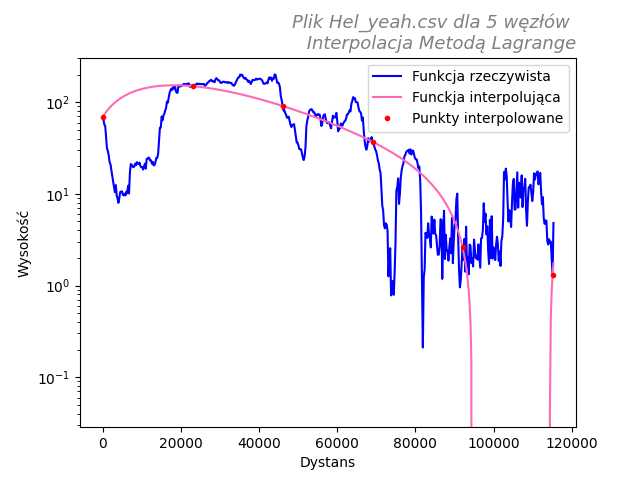 Plik Hel_yeah.csv dla 5 węzłów
Interpolacja Metodą Lagrange
Funkcja rzeczywista
Funckja interpolująca
Punkty interpolowane
Wysokość
10²
10¹
10⁰
10⁻¹
0 20000 40000 60000 80000 100000 120000
Dystans